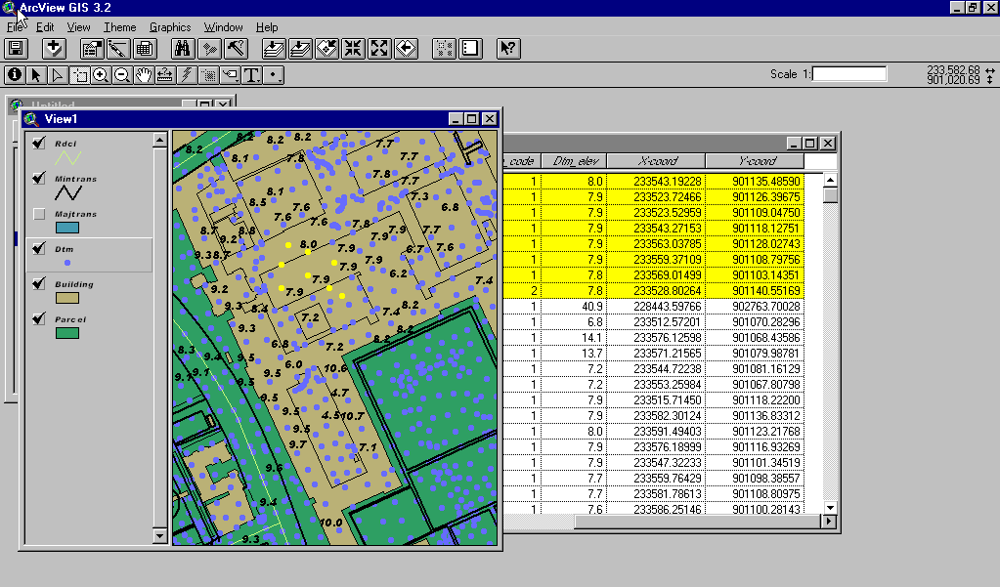 ArcView GIS 3.2
File Edit View Theme Graphics Window Help
Scale 1:
233,582.68
901,020.69
Untitled
View1
Rdcl
Mintrans
Majtrans
Dtm
Building
Parcel
8.2 8.2 8.2 8.2
8.1 7.8 7.7
7.7
7.8
7.7
8.1
8.5 7.6 7.3 6.8
7.6 7.6 7.8
8.7 8.8 7.9 7.7
9.2 8.0 7.9 7.6
9.3 8.7 7.9 7.9 6.7
7.9 6.2
9.2 7.9 7.9 7.4
9.3 8.4 7.2 7.4 8.2
9.3 8.2
6.8 7.2 8.2
8.3 9.4 9.5 6.0 10.6
9.1 9.1 9.5 9.5
9.5 4.7
9.5 4.5 10.7
9.5
9.7 7.1
9.6
9.4
10.0
9.3
_code Dtm_elev X-coord Y-coord
1 8.0 233543.19228 901135.48590
1 7.9 233523.72466 901126.39675
1 7.9 233523.52959 901109.04750
1 7.9 233543.27153 901118.12751
1 7.9 233563.03785 901128.02743
1 7.9 233559.37109 901108.79756
1 7.8 233569.01499 901103.14351
2 7.8 233528.80264 901140.55169
1 40.9 228443.59766 902763.70028
1 6.8 233512.57201 901070.28296
1 14.1 233576.12598 901068.43586
1 13.7 233571.21565 901079.98781
1 7.2 233544.72238 901081.16129
1 7.2 233553.25984 901067.80798
1 7.9 233515.71450 901118.22200
1 7.9 233582.30124 901136.83312
1 8.0 233591.49403 901123.21768
1 7.9 233576.18999 901116.93269
1 7.9 233547.32233 901101.34519
1 7.7 233559.76429 901098.38557
1 7.7 233581.78613 901108.80975
1 7.6 233586.25146 901100.28143